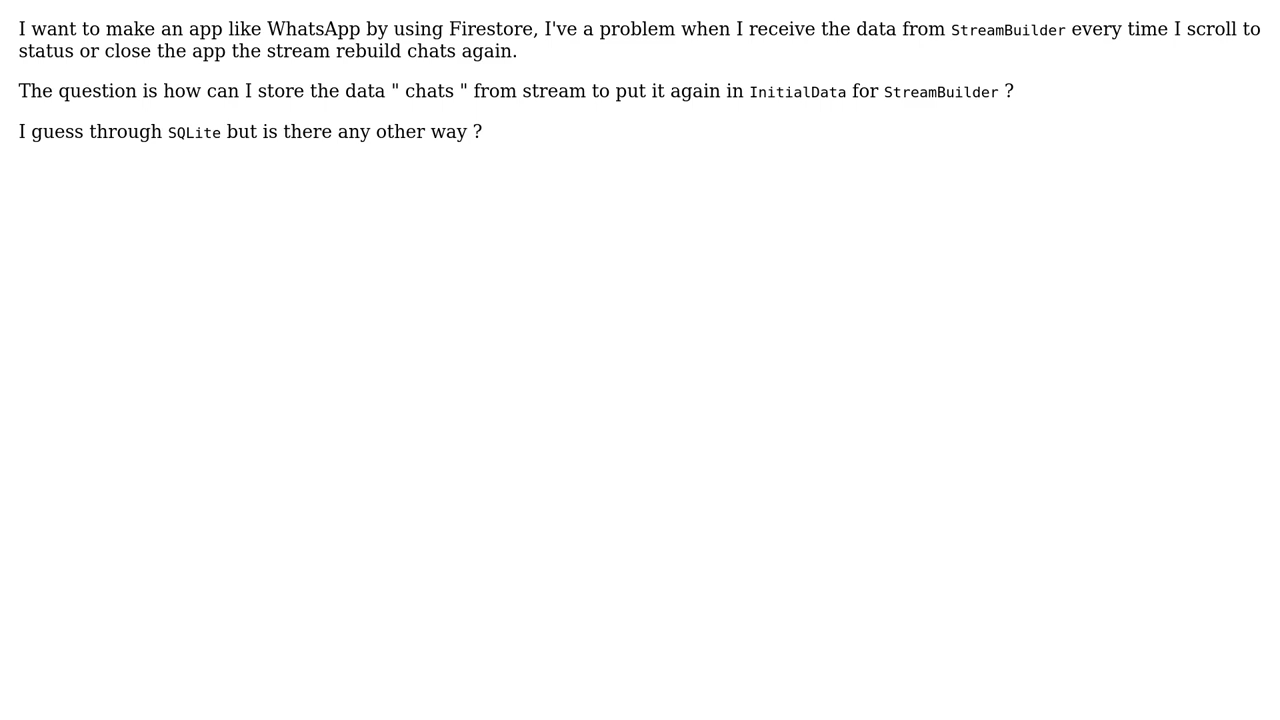 I want to make an app like WhatsApp by using Firestore, I've a problem when I receive the data from StreamBuilder every time I scroll to
status or close the app the stream rebuild chats again.
The question is how can I store the data " chats " from stream to put it again in InitialData for StreamBuilder ?
I guess through SQLite but is there any other way ?